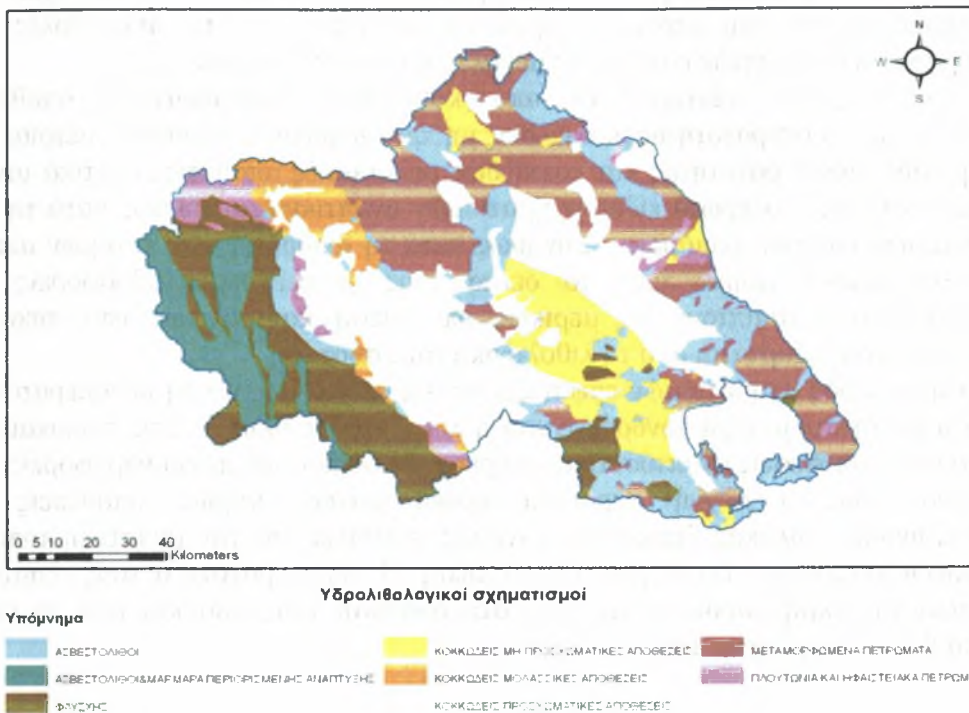 N
W E
S
0 5 10 20 30 40
Kilometers
Υδρολιθολογικοί σχηματισμοί
Υπόμνημα
ΑΣΒΕΣΤΟΛΙΘΟΙ
ΑΣΒΕΣΤΟΛΙΘΟΙ&ΜΑΡΜΑΡΑ ΠΕΡΙΟΡΙΣΜΕΝΗΣ ΑΝΑΠΤΥΞΗΣ
ΦΛΥΣΧΗΣ
ΚΟΚΚΩΔΕΙΣ ΜΗ ΠΡΟΣΧΩΜΑΤΙΚΕΣ ΑΠΟΘΕΣΕΙΣ
ΚΟΚΚΩΔΕΙΣ ΜΟΛΑΣΣΙΚΕΣ ΑΠΟΘΕΣΕΙΣ
ΚΟΚΚΩΔΕΙΣ ΠΡΟΣΧΩΜΑΤΙΚΕΣ ΑΠΟΘΕΣΕΙΣ
ΜΕΤΑΜΟΡΦΩΜΕΝΑ ΠΕΤΡΩΜΑΤΑ
ΠΛΟΥΤΩΝΙΑ ΚΑΙ ΗΦΑΙΣΤΕΙΑΚΑ ΠΕΤΡΩΜ